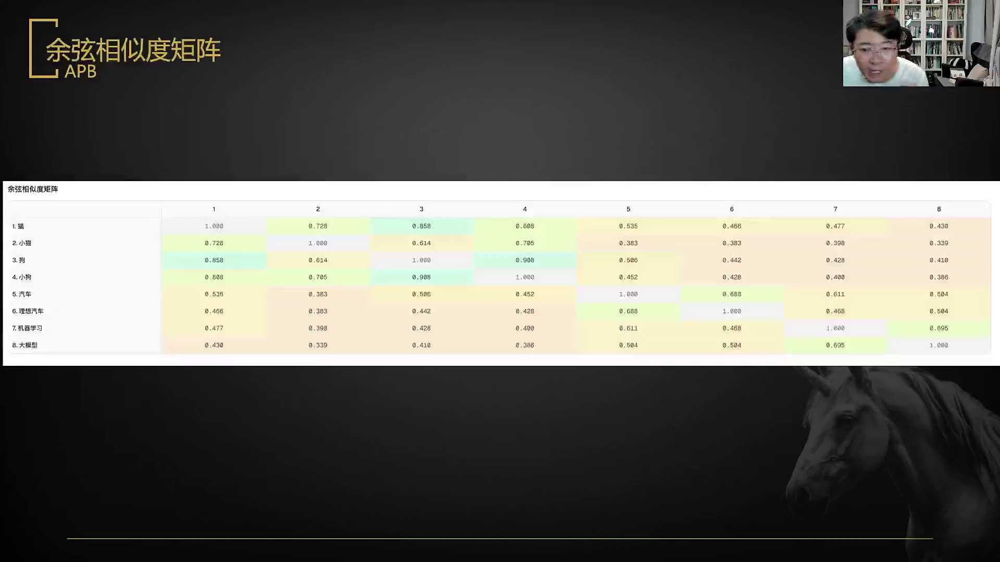 余弦相似度矩阵
APB
余弦相似度矩阵
1 2 3 4 5 6 7 8
1. 猫 1.000 0.728 0.858 0.808 0.535 0.466 0.477 0.430
2. 小猫 0.728 1.000 0.614 0.705 0.383 0.383 0.398 0.339
3. 狗 0.858 0.614 1.000 0.908 0.506 0.442 0.428 0.410
4. 小狗 0.808 0.705 0.908 1.000 0.452 0.428 0.400 0.386
5. 汽车 0.535 0.383 0.506 0.452 1.000 0.688 0.611 0.504
6. 理想汽车 0.466 0.383 0.442 0.428 0.688 1.000 0.468 0.504
7. 机器学习 0.477 0.398 0.428 0.400 0.611 0.468 1.000 0.695
8. 大模型 0.430 0.339 0.410 0.386 0.504 0.504 0.695 1.000